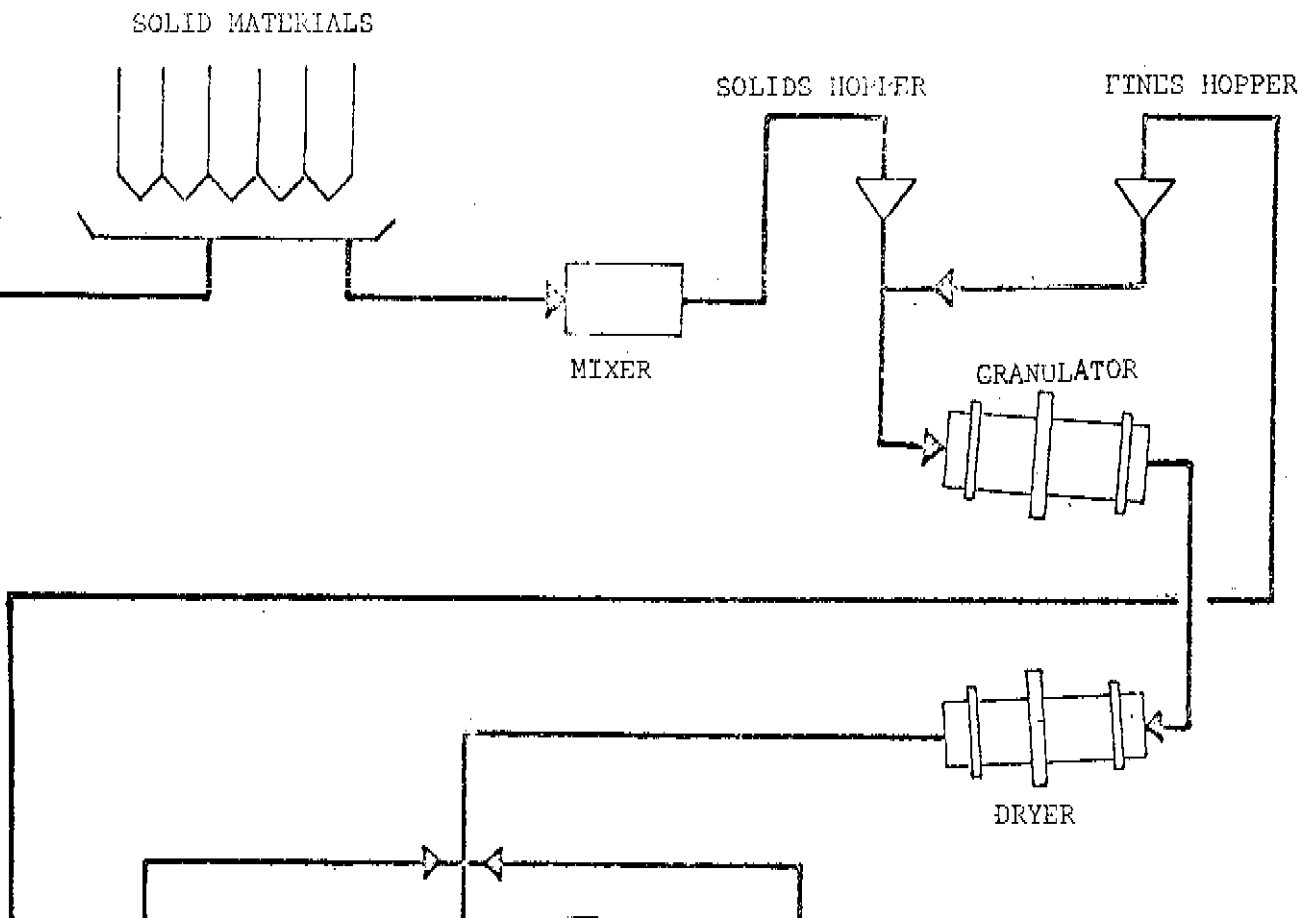 SOLID MATERIALS
SOLIDS HOPPER
FINES HOPPER
MIXER
GRANULATOR
DRYER